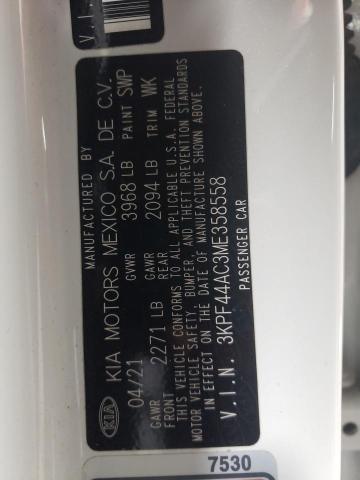 V.I.
MANUFACTURED BY
KIA KIA MOTORS MEXICO S.A. DE C.V.
04/21 GVWR 3968 LB PAINT SWP
GAWR FRONT 2271 LB GAWR REAR 2094 LB TRIM WK
THIS VEHICLE CONFORMS TO ALL APPLICABLE U.S.A. FEDERAL
MOTOR VEHICLE SAFETY, BUMPER, AND THEFT PREVENTION STANDARDS
IN EFFECT ON THE DATE OF MANUFACTURE SHOWN ABOVE.
V.I.N. 3KPF44AC3ME358558
PASSENGER CAR
7530